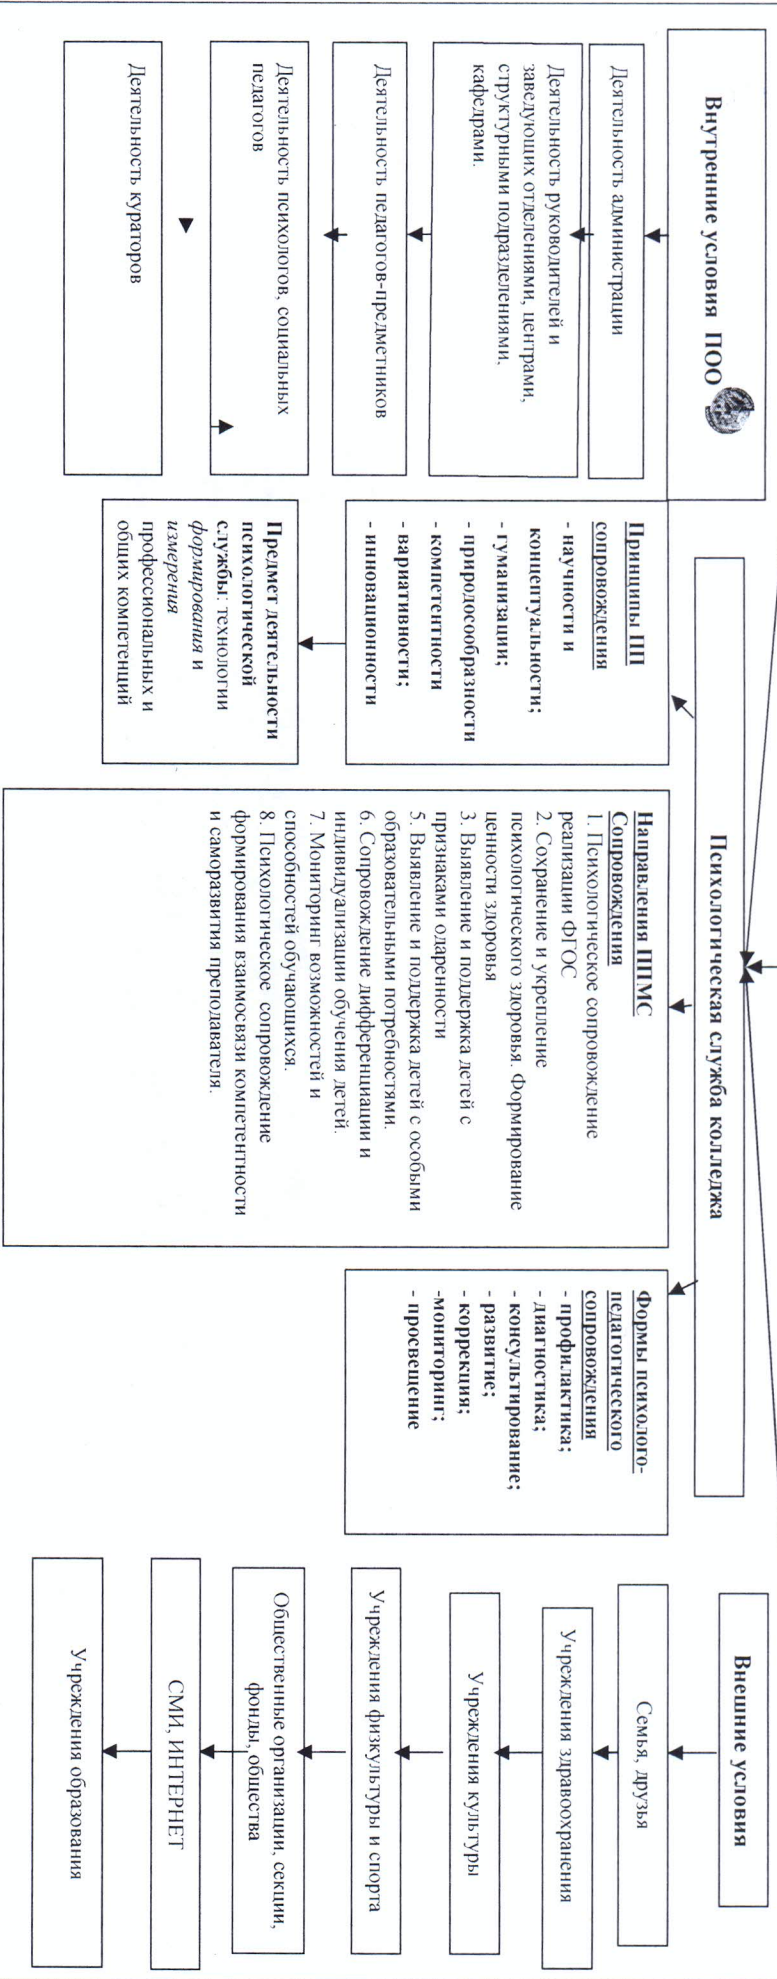 Внутренние условия ПОО
Деятельность администрации
Деятельность руководителей и
заведующих отделениями, центрами,
структурными подразделениями,
кафедрами.
Деятельность педагогов-предметников
Деятельность психологов, социальных
педагогов
Деятельность кураторов
Психологическая служба колледжа
Принципы ПП
сопровождения
- научности и
концептуальности;
- гуманизации;
- природосообразности
- компетентности
- вариативности;
- инновационности
Предмет деятельности
психологической
службы: технологии
формирования и
измерения
профессиональных и
общих компетенций
Направления ППМС
Сопровождения
1. Психологическое сопровождение
реализации ФГОС
2. Сохранение и укрепление
психологического здоровья. Формирование
ценности здоровья
3. Выявление и поддержка детей с
признаками одаренности
5. Выявление и поддержка детей с особыми
образовательными потребностями.
6. Сопровождение дифференциации и
индивидуализации обучения детей.
7. Мониторинг возможностей и
способностей обучающихся.
8. Психологическое сопровождение
формирования взаимосвязи компетентности
и саморазвития преподавателя.
Формы психолого-
педагогического
сопровождения
- профилактика;
- диагностика;
- консультирование;
- развитие;
- коррекция;
-мониторинг;
- просвещение
Внешние условия
Семья, друзья
Учреждения здравоохранения
Учреждения культуры
Учреждения физкультуры и спорта
Общественные организации, секции,
фонды, общества
СМИ, ИНТЕРНЕТ
Учреждения образования